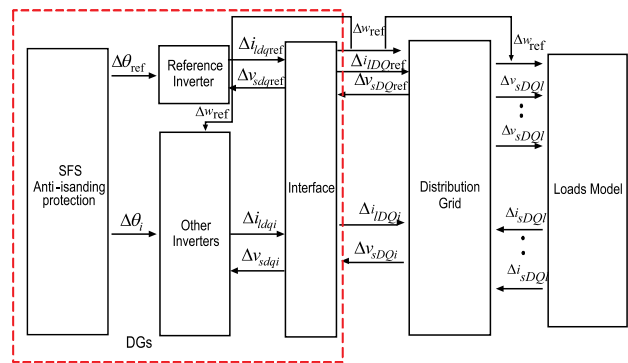 Δθref
Reference
Inverter
Δildqref
Δvsdqref
Δwref
Δwref
ΔilDQref
ΔvsDQref
Δwref
ΔvsDQl
ΔvsDQl
SFS
Anti-isanding
protection
Δθi
Other
Inverters
Δildqi
Δvsdqi
Interface
ΔilDQi
ΔvsDQi
Distribution
Grid
ΔisDQl
ΔisDQl
Loads Model
DGs